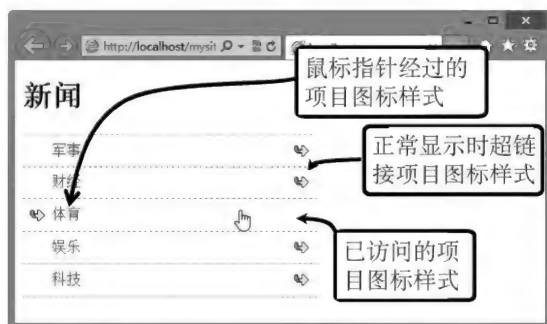 http://localhost/mysit
新闻
鼠标指针经过的
项目图标样式
军事
正常显示时超链
接项目图标样式
财经
体育
已访问的项
目图标样式
娱乐
科技